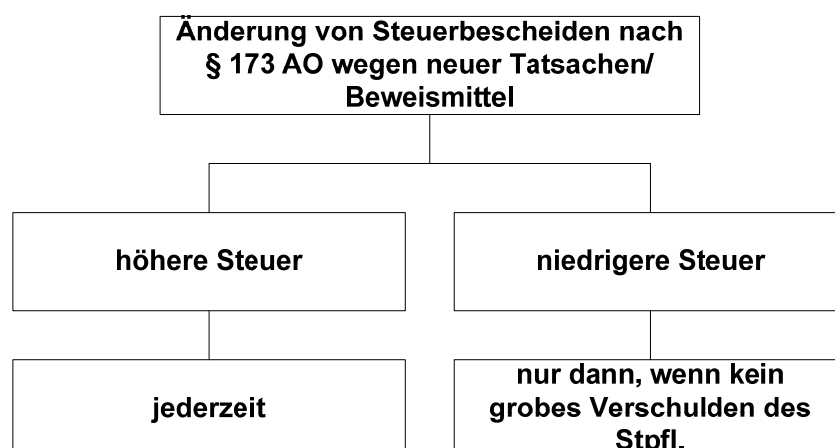 Änderung von Steuerbescheiden nach
§ 173 AO wegen neuer Tatsachen/
Beweismittel
höhere Steuer
niedrigere Steuer
jederzeit
nur dann, wenn kein
grobes Verschulden des
Stpfl.